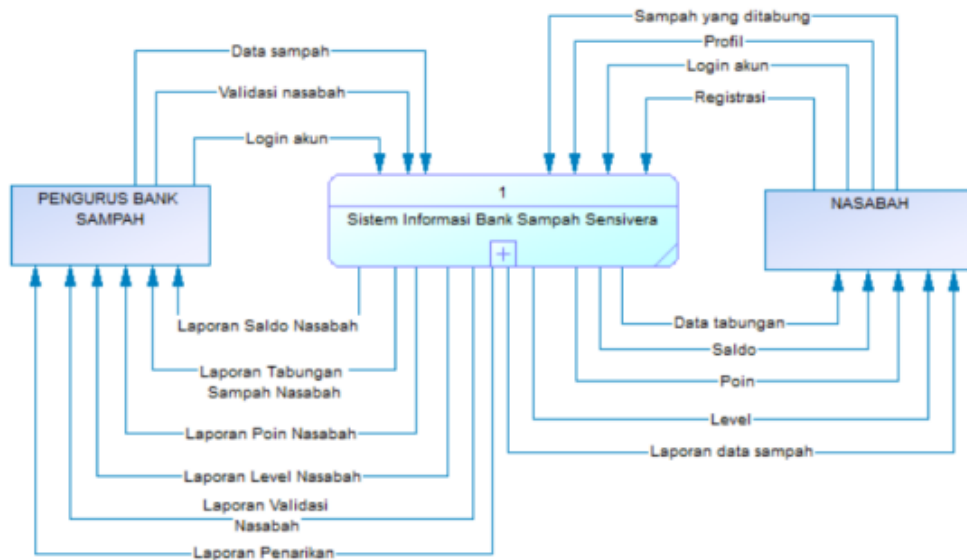 Sampah yang ditabung
Profil
Login akun
Registrasi
Data sampah
Validasi nasabah
Login akun
PENGURUS BANK
SAMPAH
1
Sistem Informasi Bank Sampah Sensivera
NASABAH
Laporan Saldo Nasabah
Laporan Tabungan
Sampah Nasabah
Laporan Poin Nasabah
Laporan Level Nasabah
Laporan Validasi
Nasabah
Laporan Penarikan
Data tabungan
Saldo
Poin
Level
Laporan data sampah